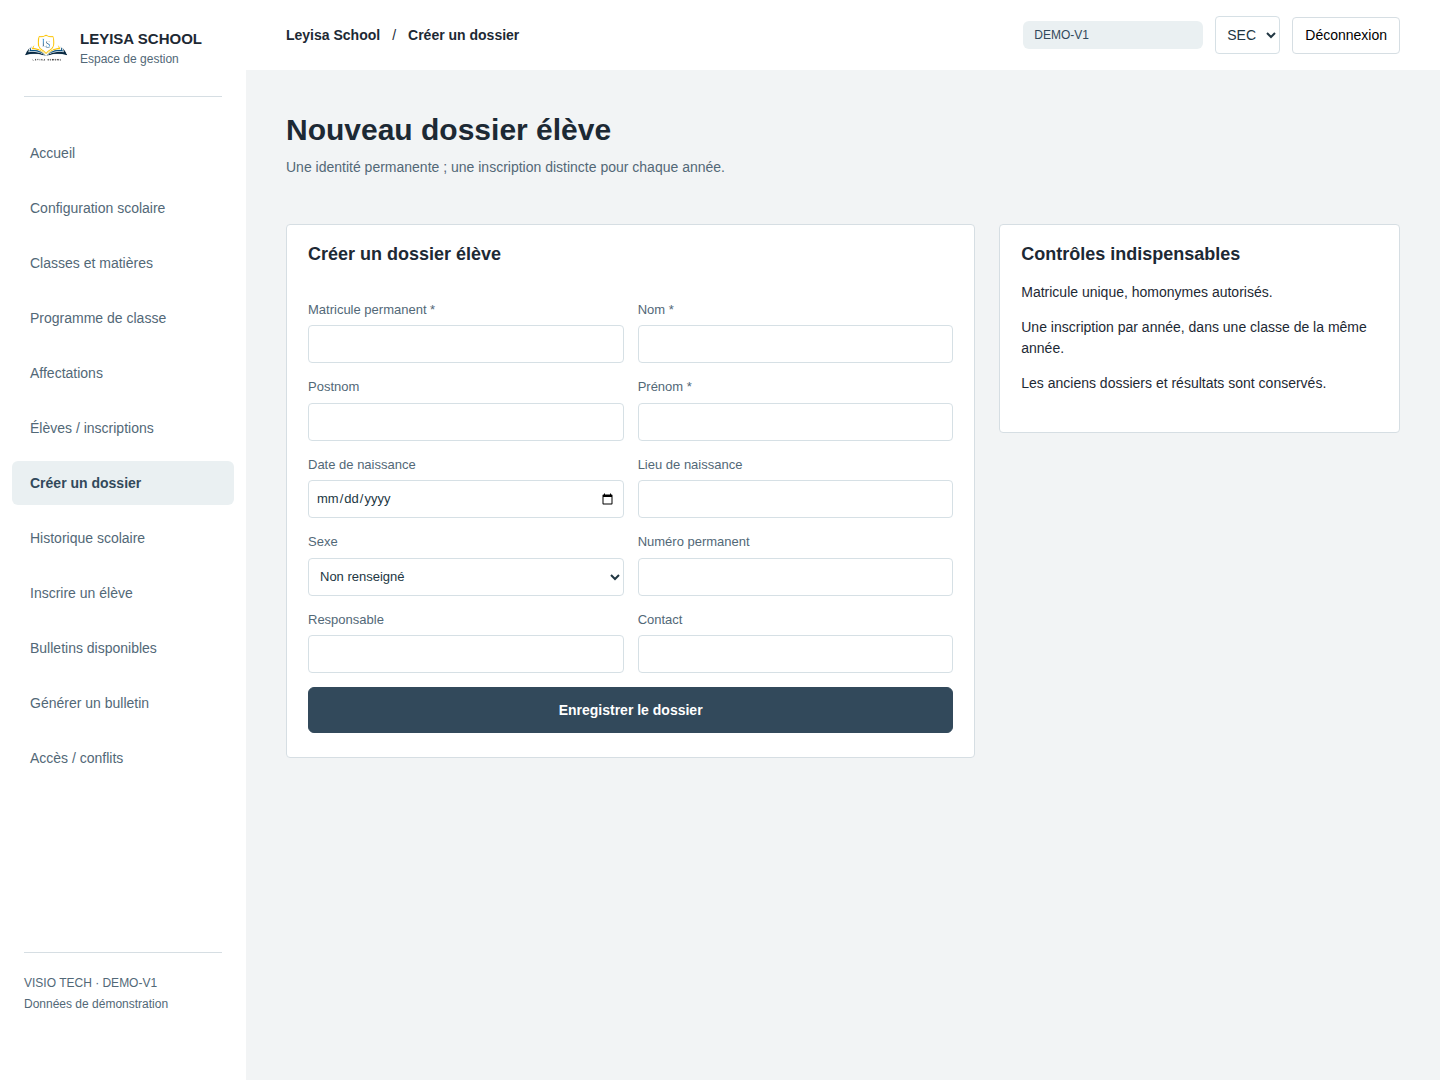 LEYISA SCHOOL
Espace de gestion
Accueil
Configuration scolaire
Classes et matières
Programme de classe
Affectations
Élèves / inscriptions
Créer un dossier
Historique scolaire
Inscrire un élève
Bulletins disponibles
Générer un bulletin
Accès / conflits
VISIO TECH · DEMO-V1
Données de démonstration
Leyisa School / Créer un dossier
DEMO-V1
SEC
Déconnexion
Nouveau dossier élève
Une identité permanente ; une inscription distincte pour chaque année.
Créer un dossier élève
Matricule permanent *
Nom *
Postnom
Prénom *
Date de naissance
Lieu de naissance
mm/dd/yyyy
Sexe
Numéro permanent
Non renseigné
Responsable
Contact
Enregistrer le dossier
Contrôles indispensables
Matricule unique, homonymes autorisés.
Une inscription par année, dans une classe de la même
année.
Les anciens dossiers et résultats sont conservés.